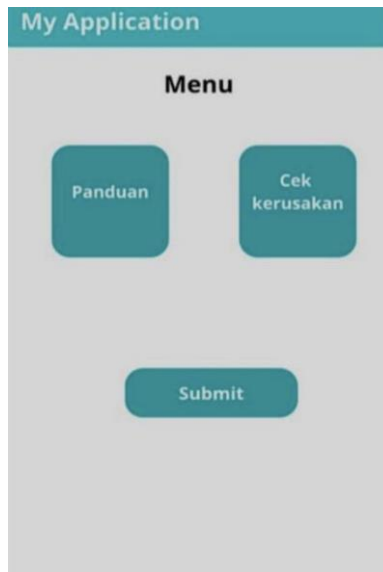 My Application
Menu
Panduan
Cek
kerusakan
Submit